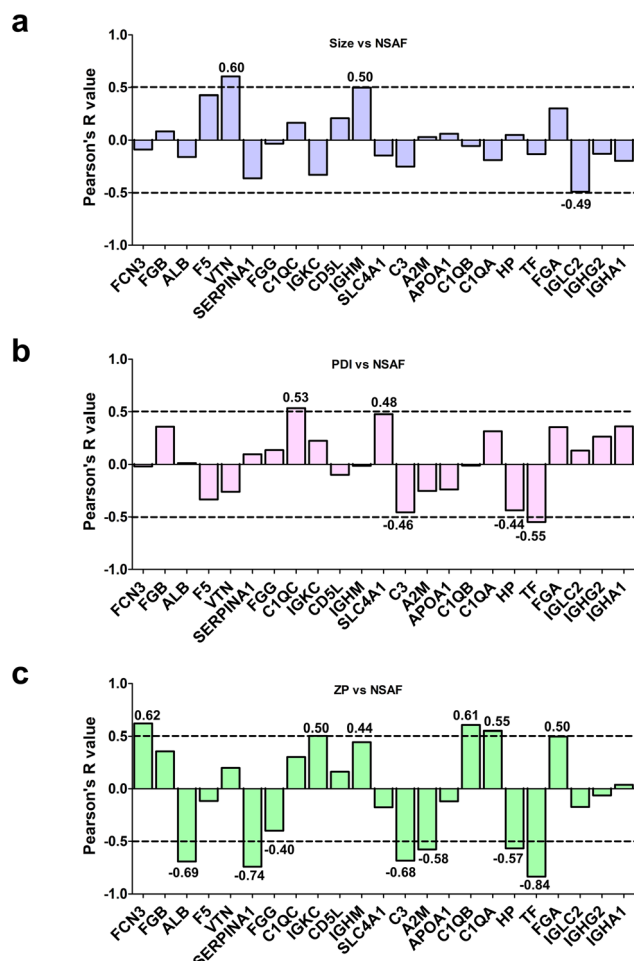 a
Size vs NSAF
Pearson's R value
1.0
0.5
0.0
-0.5
-1.0
0.60
0.50
-0.49
FCN3
FGB
ALB
F5
VTN
SERPINA1
FGG
C1QC
IGKC
CD5L
IGHM
SLC4A1
C3
A2M
APOA1
C1QB
C1QA
HP
TF
FGA
IGLC2
IGHG2
IGHA1
b
PDI vs NSAF
Pearson's R value
1.0
0.5
0.0
-0.5
-1.0
0.53
0.48
-0.46
-0.44
-0.55
FCN3
FGB
ALB
F5
VTN
SERPINA1
FGG
C1QC
IGKC
CD5L
IGHM
SLC4A1
C3
A2M
APOA1
C1QB
C1QA
HP
TF
FGA
IGLC2
IGHG2
IGHA1
c
ZP vs NSAF
Pearson's R value
1.0
0.5
0.0
-0.5
-1.0
0.62
0.50
0.44
0.61
0.55
0.50
-0.69
-0.74
-0.40
-0.68
-0.58
-0.57
-0.84
FCN3
FGB
ALB
F5
VTN
SERPINA1
FGG
C1QC
IGKC
CD5L
IGHM
SLC4A1
C3
A2M
APOA1
C1QB
C1QA
HP
TF
FGA
IGLC2
IGHG2
IGHA1